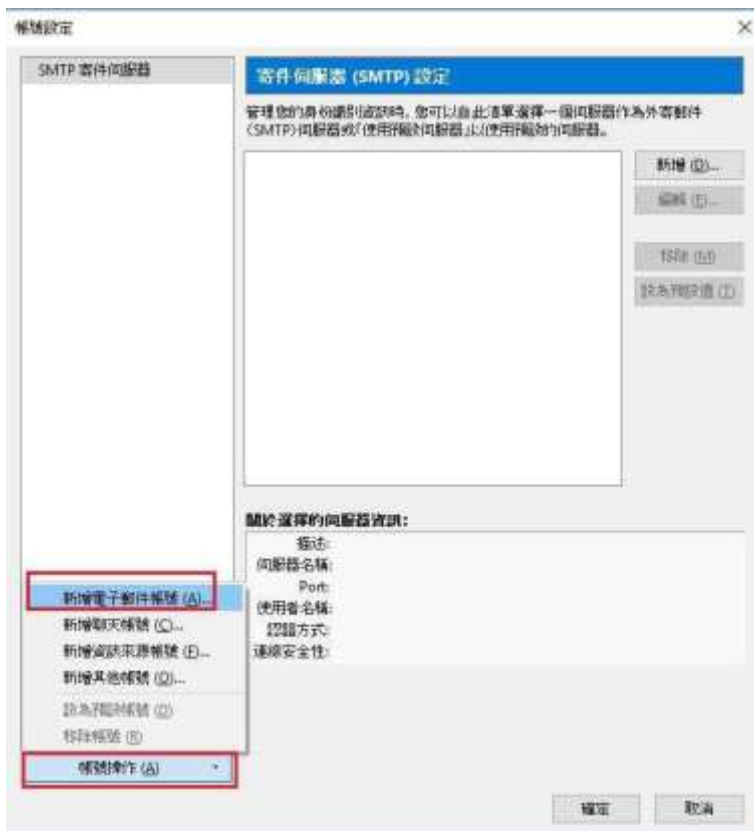 帳號設定
SMTP 寄件伺服器
寄件伺服器 (SMTP) 設定
管理您的身份識別資訊時，您可以自此清單選擇一個伺服器作為外寄郵件
(SMTP)伺服器或「使用預設伺服器」以使用預設的伺服器。
新增 (D)...
編輯 (E)...
移除 (M)
設為預設值 (T)
關於選擇的伺服器資訊:
描述:
伺服器名稱:
Port:
使用者名稱:
認證方式:
連線安全性:
新增電子郵件帳號 (A)...
新增聊天帳號 (C)...
新增資訊來源帳號 (F)...
新增其他帳號 (O)...
設為預設帳號 (D)
移除帳號 (R)
帳號操作 (A)
確定
取消